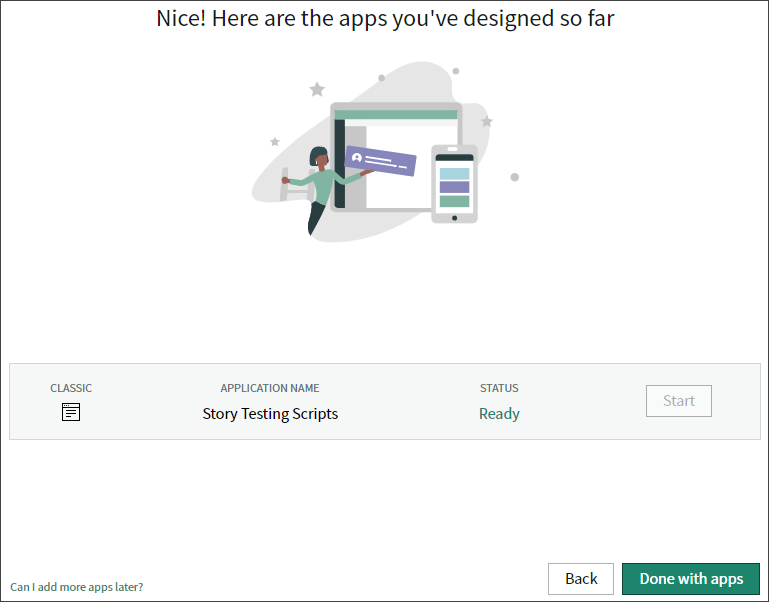 Nice! Here are the apps you've designed so far
CLASSIC
APPLICATION NAME
STATUS
Story Testing Scripts
Ready
Start
Can I add more apps later?
Back
Done with apps